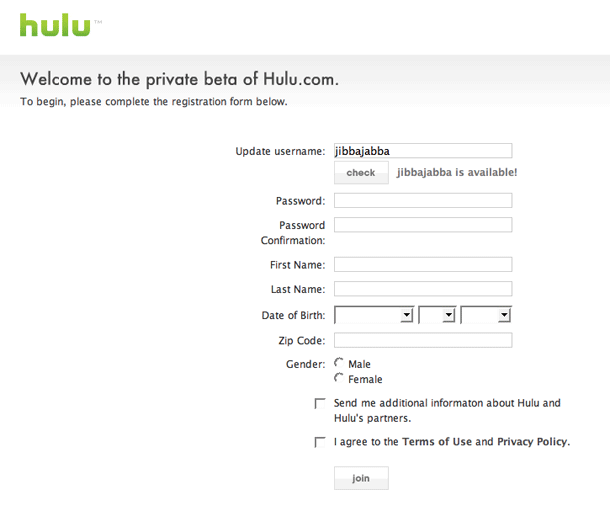 hulu™
Welcome to the private beta of Hulu.com.
To begin, please complete the registration form below.
Update username: jibbajabba
check jibbajabba is available!
Password:
Password
Confirmation:
First Name:
Last Name:
Date of Birth:
Zip Code:
Gender: Male
Female
Send me additional informaton about Hulu and
Hulu's partners.
I agree to the Terms of Use and Privacy Policy.
join